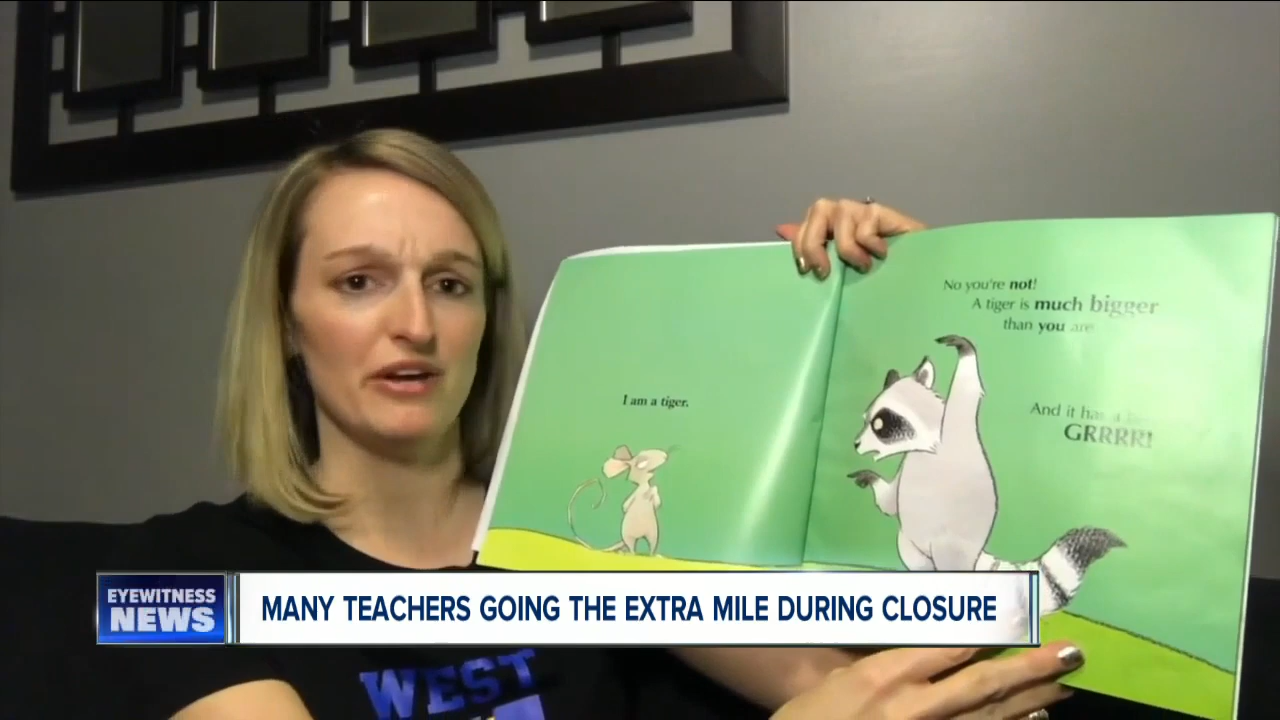 I am a tiger.
No you're not!
A tiger is much bigger
than you are
And it has a
GRRRR!
EYEWITNESS
NEWS
MANY TEACHERS GOING THE EXTRA MILE DURING CLOSURE
WEST